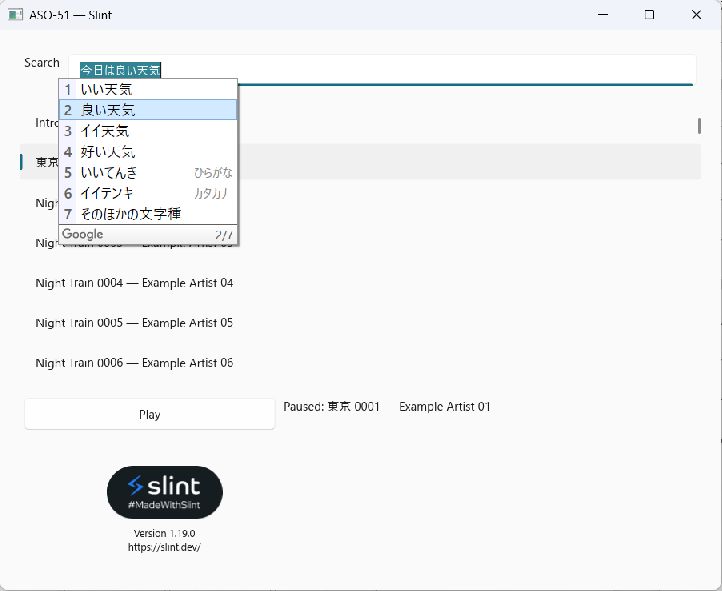 ASO-51 — Slint
Search
今日は良い天気
1 いい天気
2 良い天気
3 イイ天気
4 好い天気
5 いいてんき ひらがな
6 イイテンキ カタカナ
7 そのほかの文字種
Google 2/7
Intro
東京
Night Train 0004 — Example Artist 04
Night Train 0005 — Example Artist 05
Night Train 0006 — Example Artist 06
Play
Paused: 東京 0001 — Example Artist 01
slint
#MadeWithSlint
Version 1.19.0
https://slint.dev/